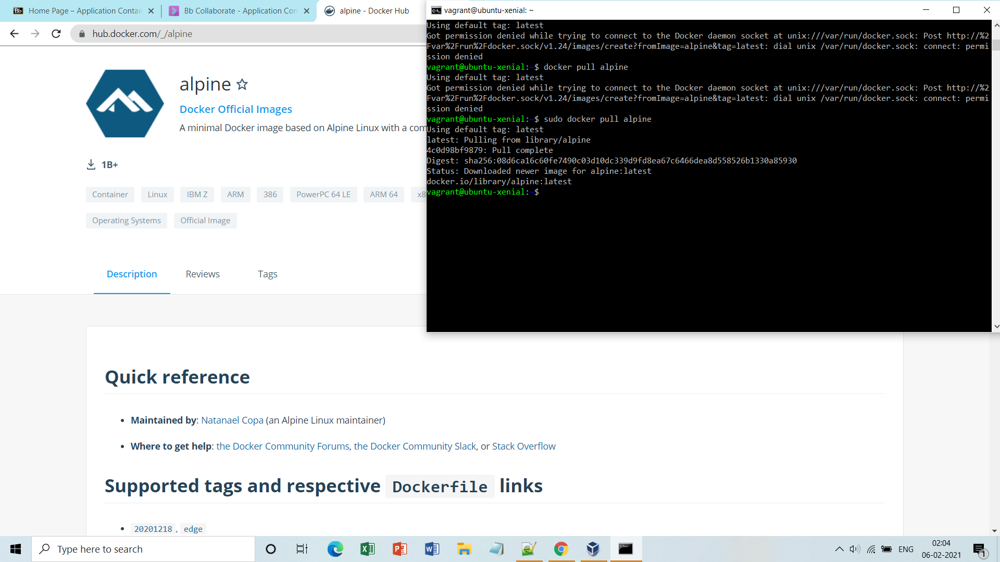 Bb Home Page – Application Contai
Bb Collaborate - Application Con
alpine - Docker Hub
hub.docker.com/_/alpine
alpine
Docker Official Images
A minimal Docker image based on Alpine Linux with a com
1B+
Container Linux IBM Z ARM 386 PowerPC 64 LE ARM 64 x8
Operating Systems Official Image
Description Reviews Tags
Quick reference
• Maintained by: Natanael Copa (an Alpine Linux maintainer)
• Where to get help: the Docker Community Forums, the Docker Community Slack, or Stack Overflow
Supported tags and respective Dockerfile links
• 20201218, edge
C:\. vagrant@ubuntu-xenial: ~
Using default tag: latest
Got permission denied while trying to connect to the Docker daemon socket at unix:///var/run/docker.sock: Post http://%2
Fvar%2Frun%2Fdocker.sock/v1.24/images/create?fromImage=alpine&tag=latest: dial unix /var/run/docker.sock: connect: permi
ssion denied
vagrant@ubuntu-xenial:~$ docker pull alpine
Using default tag: latest
Got permission denied while trying to connect to the Docker daemon socket at unix:///var/run/docker.sock: Post http://%2
Fvar%2Frun%2Fdocker.sock/v1.24/images/create?fromImage=alpine&tag=latest: dial unix /var/run/docker.sock: connect: permi
ssion denied
vagrant@ubuntu-xenial:~$ sudo docker pull alpine
Using default tag: latest
latest: Pulling from library/alpine
4c0d98bf9879: Pull complete
Digest: sha256:08d6ca16c60fe7490c03d10dc339d9fd8ea67c6466dea8d558526b1330a85930
Status: Downloaded newer image for alpine:latest
docker.io/library/alpine:latest
vagrant@ubuntu-xenial:~$
Type here to search
ENG
02:04
06-02-2021
1